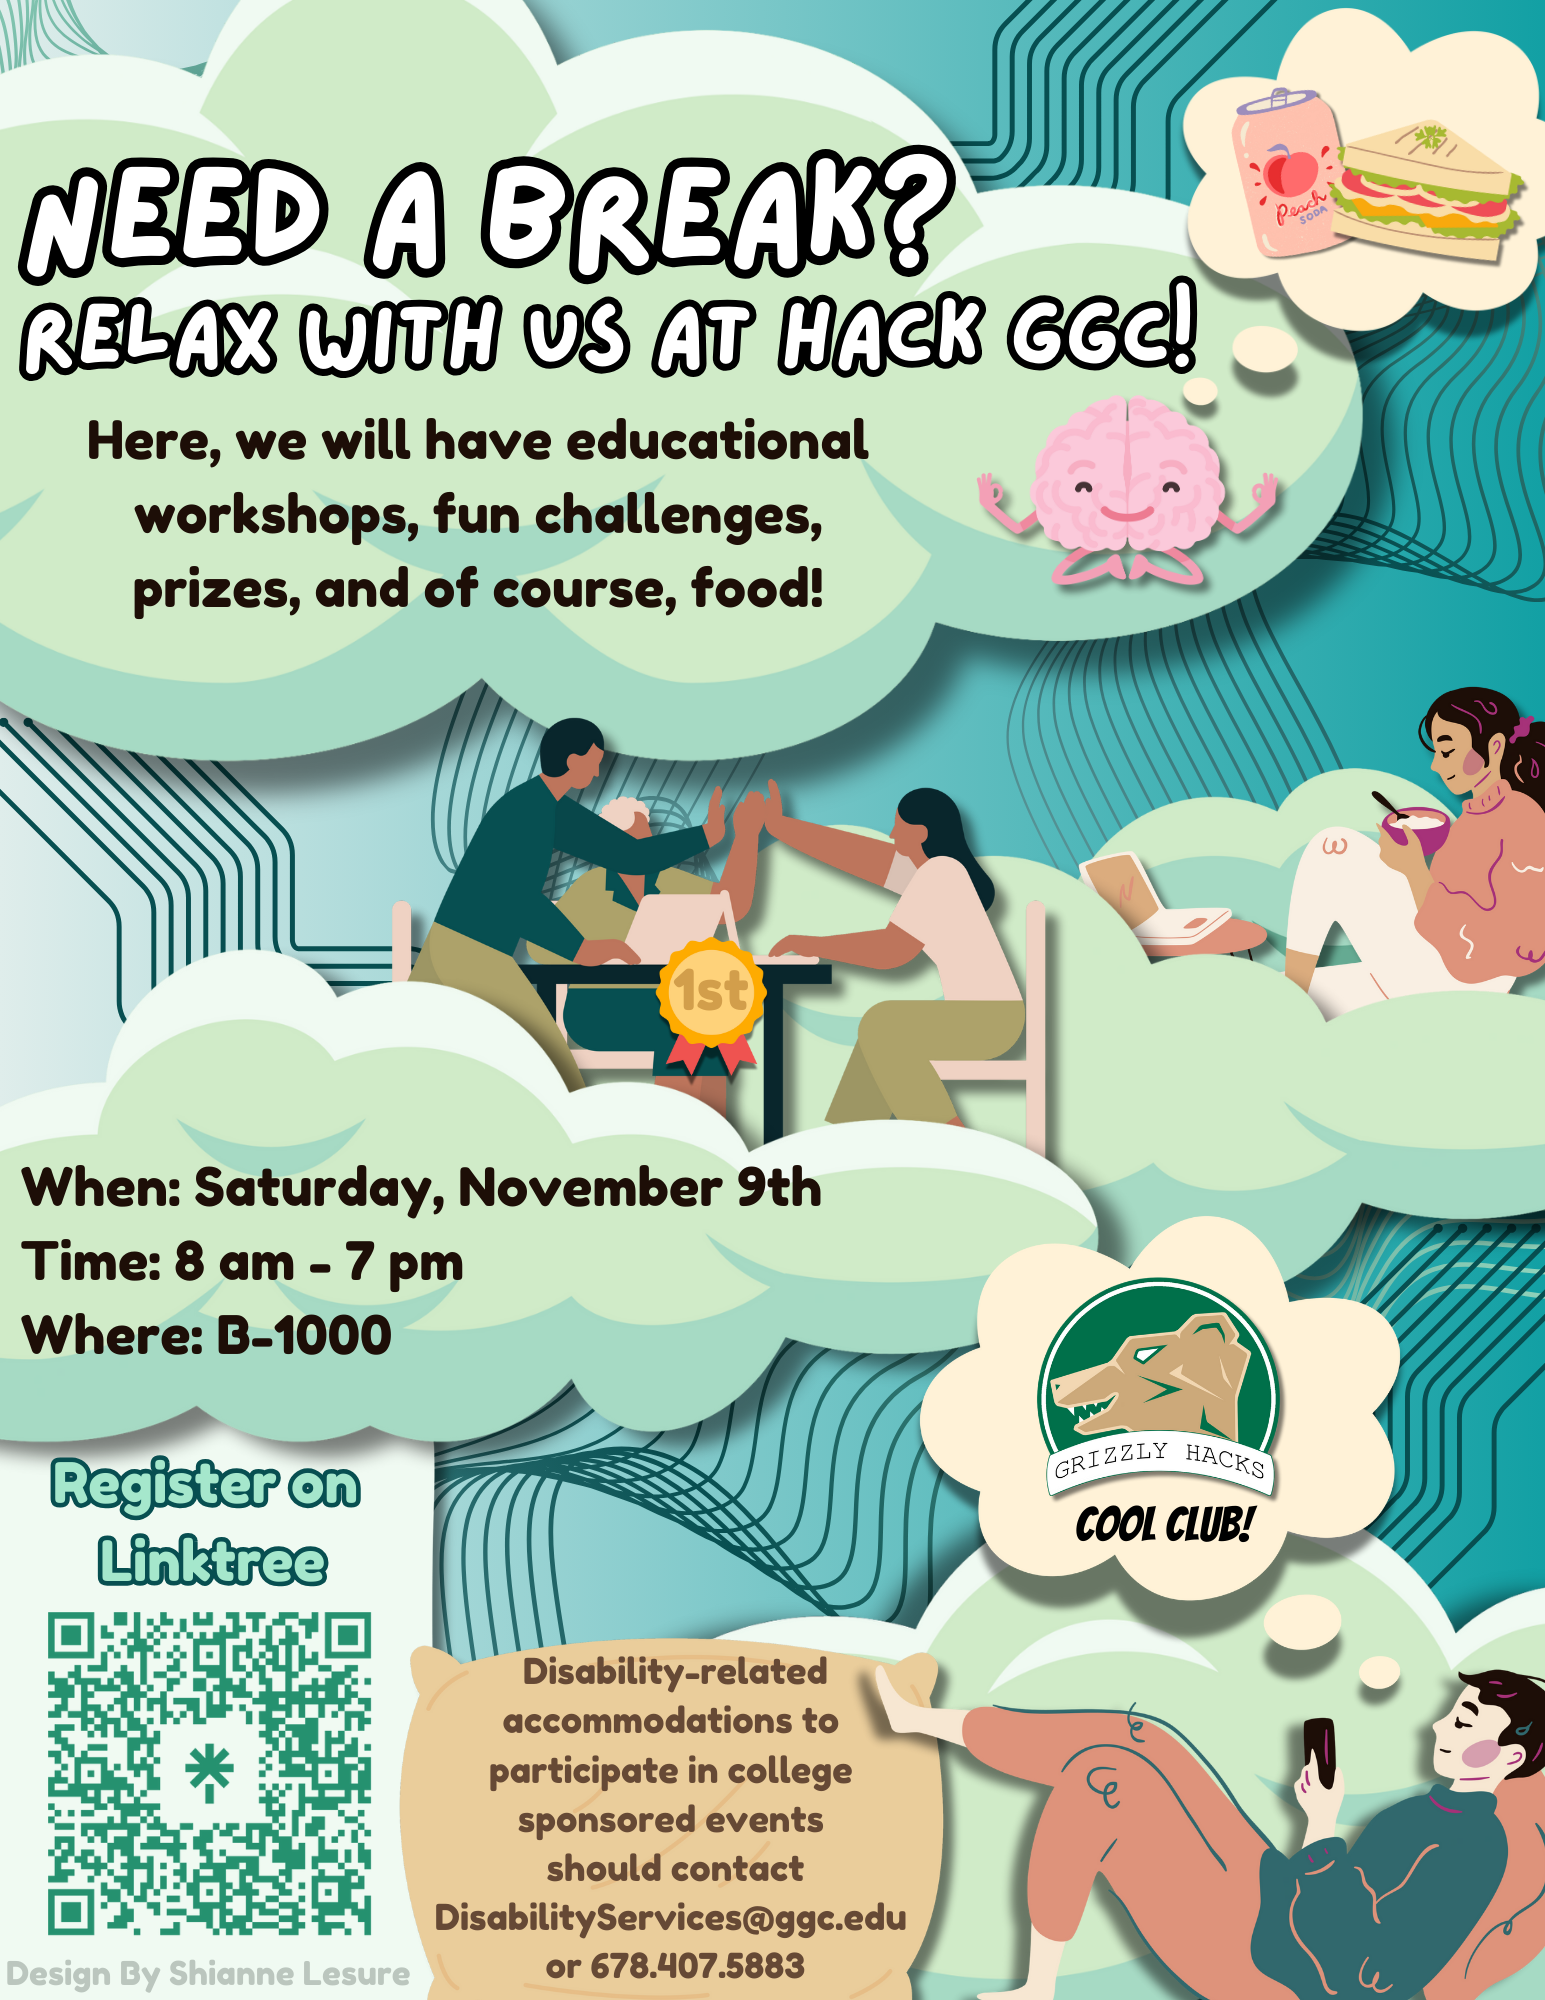 NEED A BREAK?
RELAX WITH US AT HACK GGC!
Peach
SODA
Here, we will have educational
workshops, fun challenges,
prizes, and of course, food!
1st
When: Saturday, November 9th
Time: 8 am - 7 pm
Where: B-1000
GRIZZLY HACKS
COOL CLUB!
Register on
Linktree
Disability-related
accommodations to
participate in college
sponsored events
should contact
DisabilityServices@ggc.edu
or 678.407.5883
Design By Shianne Lesure